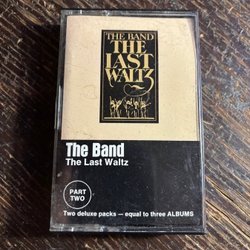 THE BAND
THE LAST
WALTZ
The Band
The Last Waltz
PART
TWO
Two deluxe packs — equal to three ALBUMS